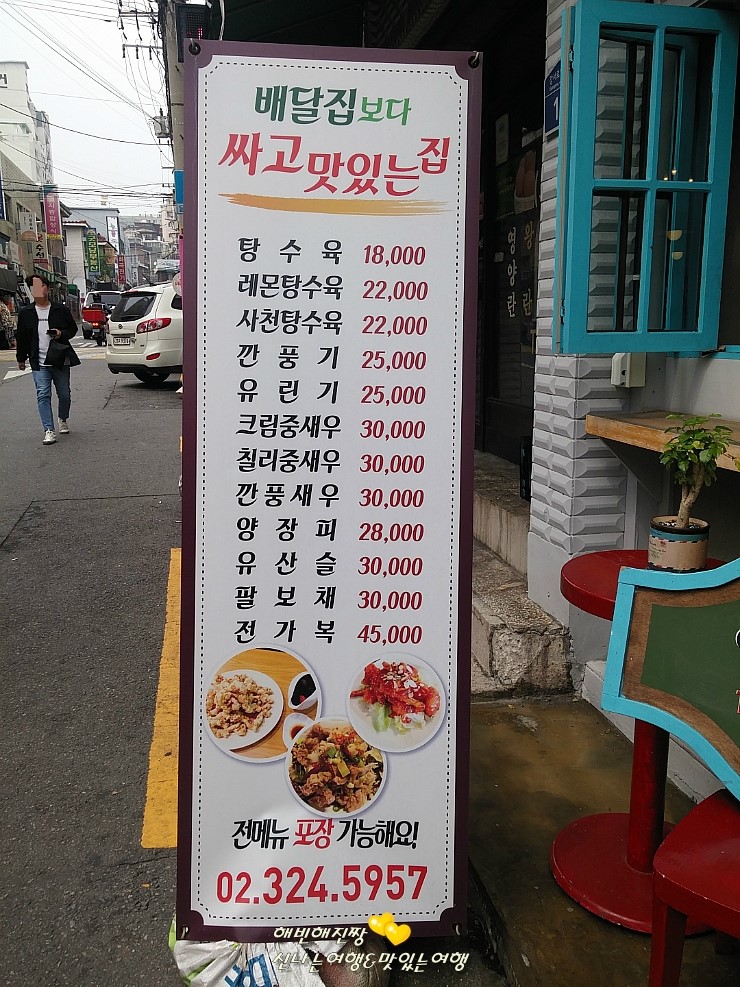 배달집보다
싸고 맛있는 집
탕수육 18,000
레몬탕수육 22,000
사천탕수육 22,000
깐풍기 25,000
유린기 25,000
크림중새우 30,000
칠리중새우 30,000
깐풍새우 30,000
양장피 28,000
유산슬 30,000
팔보채 30,000
전가복 45,000
전메뉴 포장 가능해요!
02.324.5957
해빈해진짱
신나는여행&맛있는여행
왕란
영양란